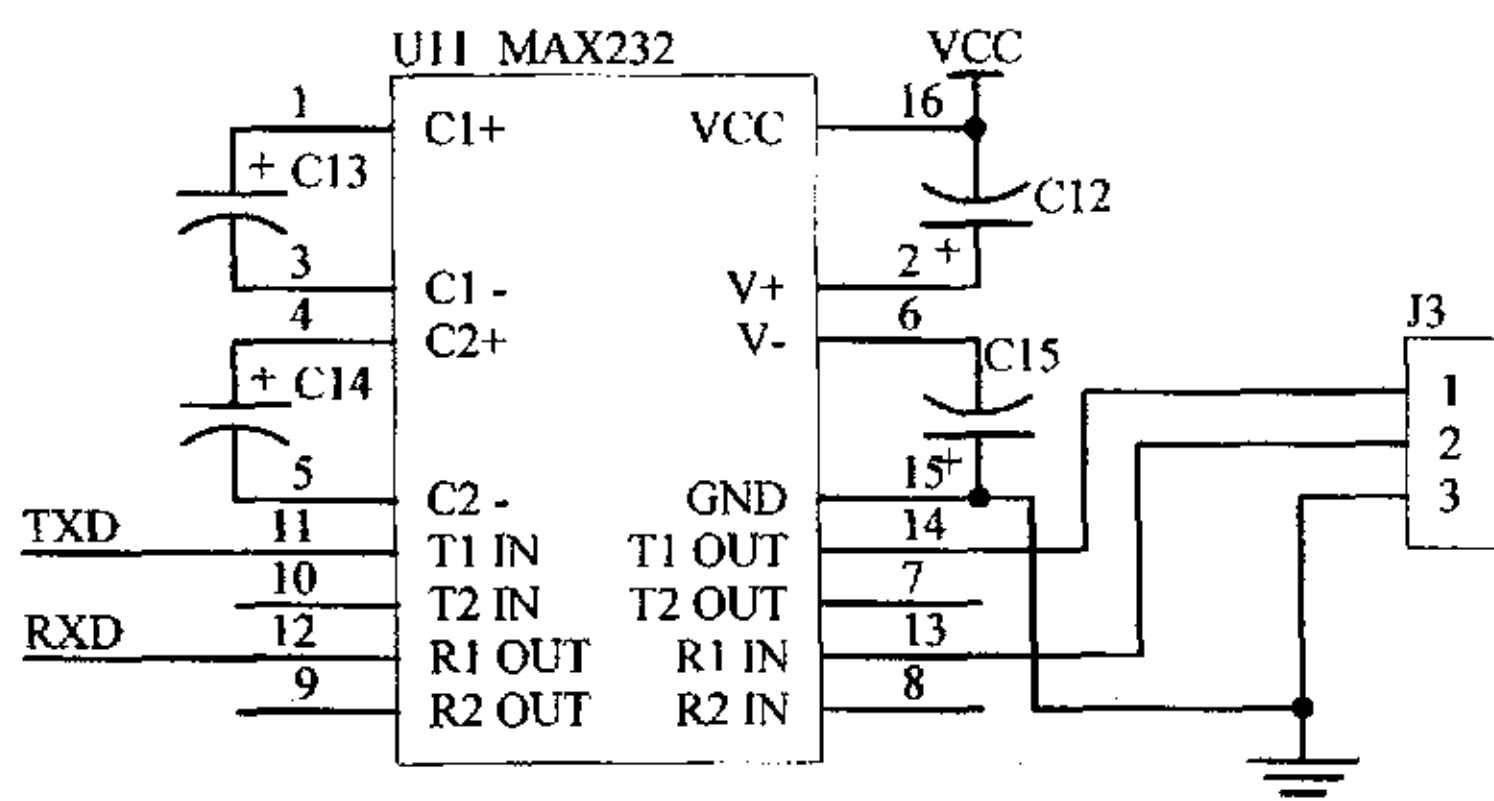 U11 MAX232
VCC
1
C1+
VCC
16
+ C13
C12
3
C1 -
V+
2 +
4
C2+
V-
6
J3
+ C14
C15
1
2
5
C2 -
GND
15+
3
TXD
11
T1 IN
T1 OUT
14
10
T2 IN
T2 OUT
7
RXD
12
R1 OUT
R1 IN
13
9
R2 OUT
R2 IN
8